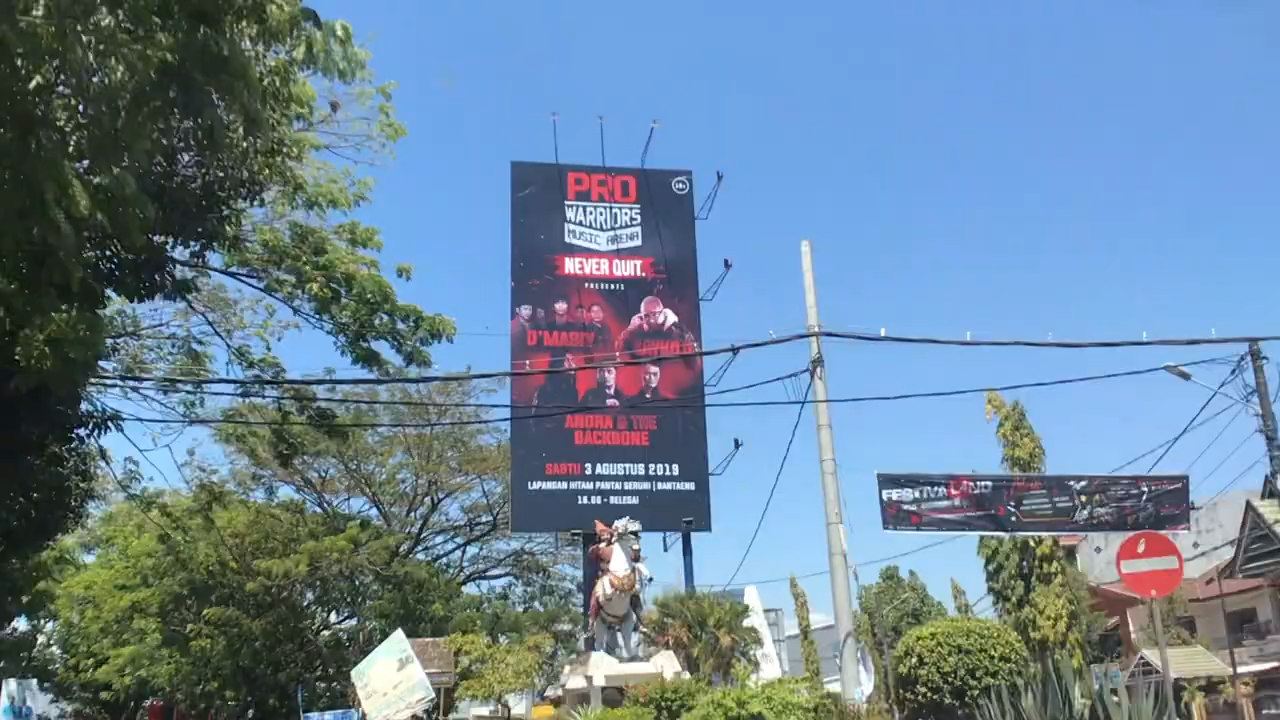 PRO
18+
WARRIORS
MUSIC ARENA
NEVER QUIT.
PRESENTS
D'MASIV
ANDRA & THE
BACKBONE
SABTU 3 AGUSTUS 2019
LAPANGAN HITAM PANTAI SERUNI | BANTAENG
16.00 - SELESAI
FESTIVAL